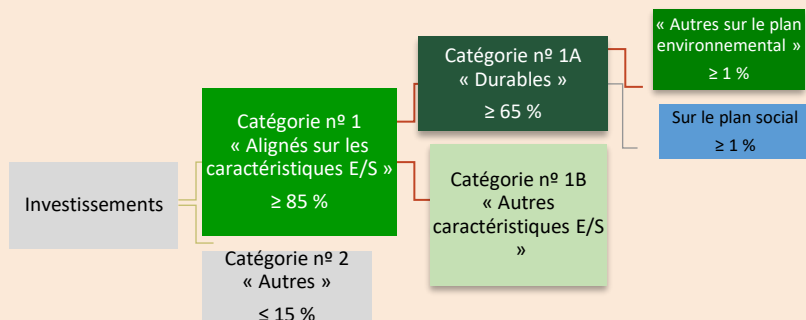 Investissements
Catégorie nº 1
« Alignés sur les
caractéristiques E/S »
≥ 85 %
Catégorie nº 2
« Autres »
≤ 15 %
Catégorie nº 1A
« Durables »
≥ 65 %
Catégorie nº 1B
« Autres
caractéristiques E/S
»
« Autres sur le plan
environnemental »
≥ 1 %
Sur le plan social
≥ 1 %